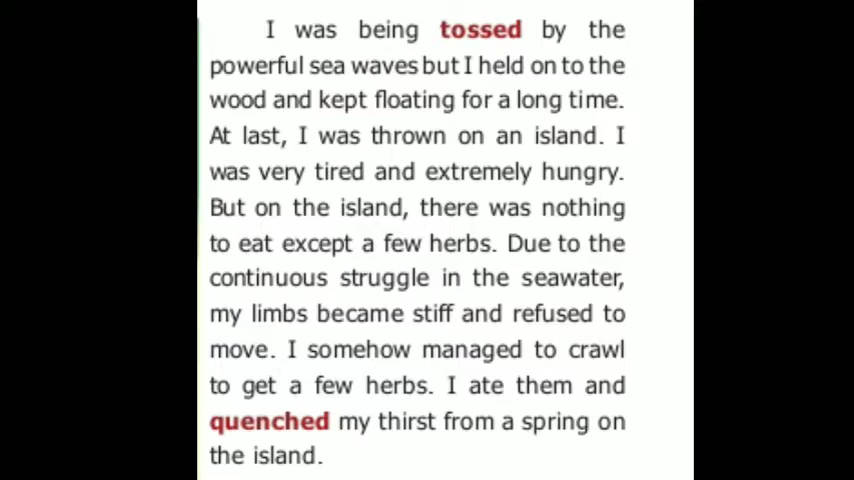 I was being tossed by the
powerful sea waves but I held on to the
wood and kept floating for a long time.
At last, I was thrown on an island. I
was very tired and extremely hungry.
But on the island, there was nothing
to eat except a few herbs. Due to the
continuous struggle in the seawater,
my limbs became stiff and refused to
move. I somehow managed to crawl
to get a few herbs. I ate them and
quenched my thirst from a spring on
the island.